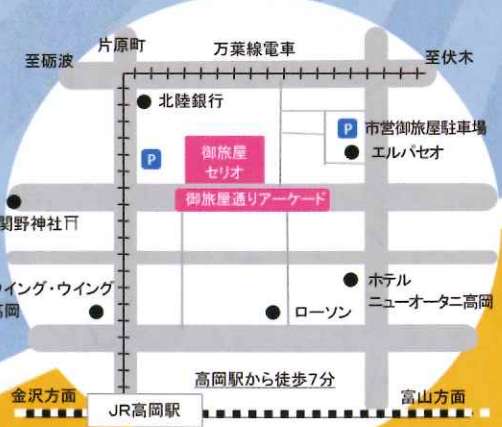 片原町
万葉線電車
至砺波
至伏木
北陸銀行
P 市営御旅屋駐車場
エルパセオ
P
御旅屋
セリオ
御旅屋通りアーケード
関野神社
ウイング・ウイング
高岡
ホテル
ニューオータニ高岡
ローソン
高岡駅から徒歩7分
金沢方面
富山方面
JR高岡駅